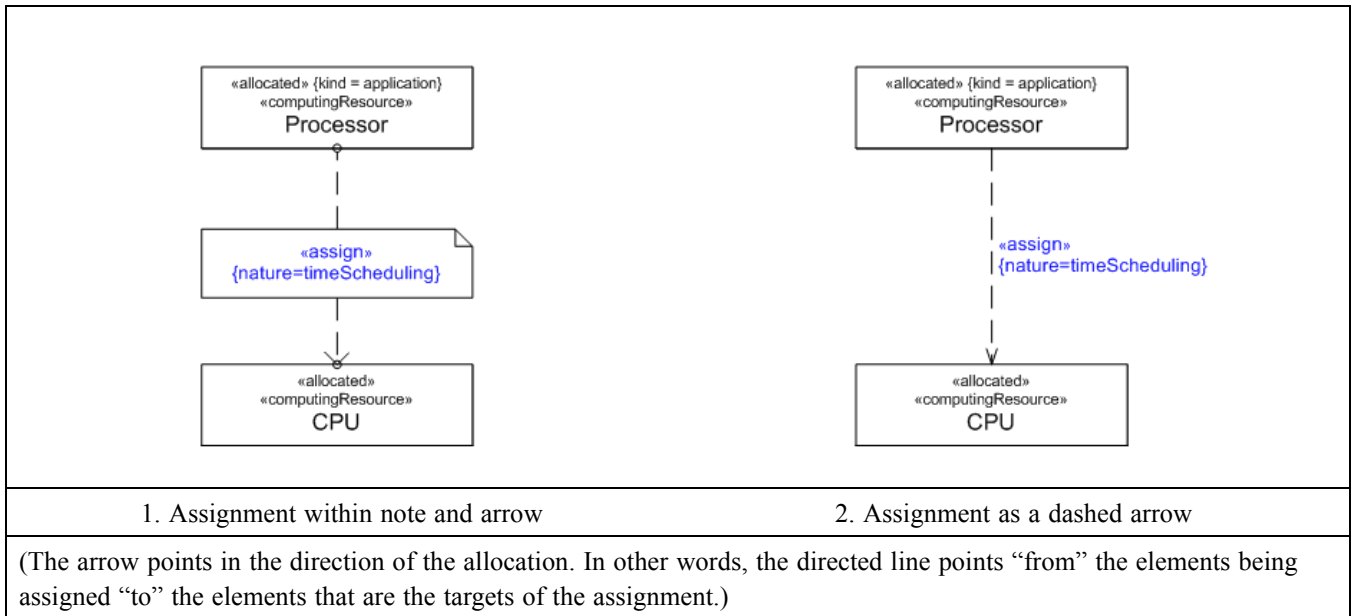 «allocated» {kind = application}
«computingResource»
Processor
«assign»
{nature=timeScheduling}
«allocated»
«computingResource»
CPU
«allocated» {kind = application}
«computingResource»
Processor
«assign»
{nature=timeScheduling}
«allocated»
«computingResource»
CPU
1. Assignment within note and arrow
2. Assignment as a dashed arrow
(The arrow points in the direction of the allocation. In other words, the directed line points “from” the elements being
assigned “to” the elements that are the targets of the assignment.)